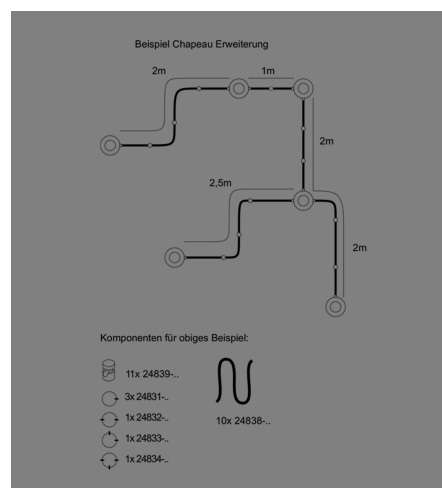 Beispiel Chapeau Erweiterung
2m
1m
2m
2,5m
2m
Komponenten für obiges Beispiel:
11x 24839-..
3x 24831-..
1x 24832-..
1x 24833-..
1x 24834-..
10x 24838-..